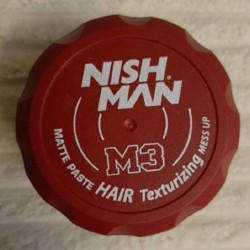 NISH
MAN®
M3
MATTE PASTE HAIR Texturizing MESS UP